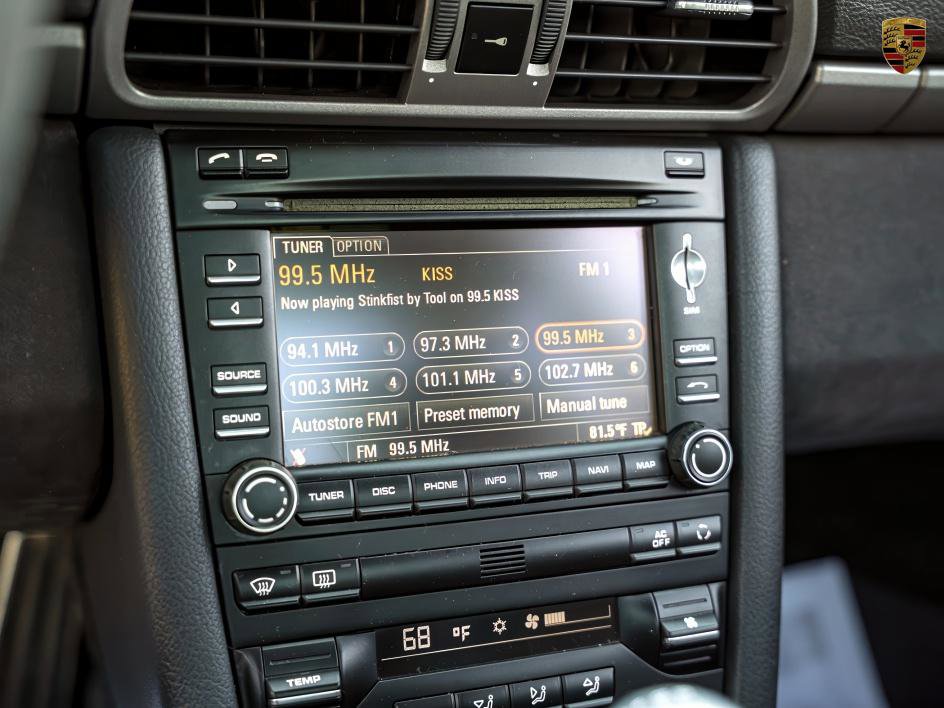 TUNER OPTION
99.5 MHz KISS FM 1
Now playing Stinkfist by Tool on 99.5 KISS
94.1 MHz 1 97.3 MHz 2 99.5 MHz 3
100.3 MHz 4 101.1 MHz 5 102.7 MHz 6
Autostore FM1 Preset memory Manual tune
FM 99.5 MHz 81.5°F TP
SIM
OPTION
SOURCE
SOUND
TUNER DISC PHONE INFO TRIP NAVI MAP
AC
OFF
68 °F
TEMP